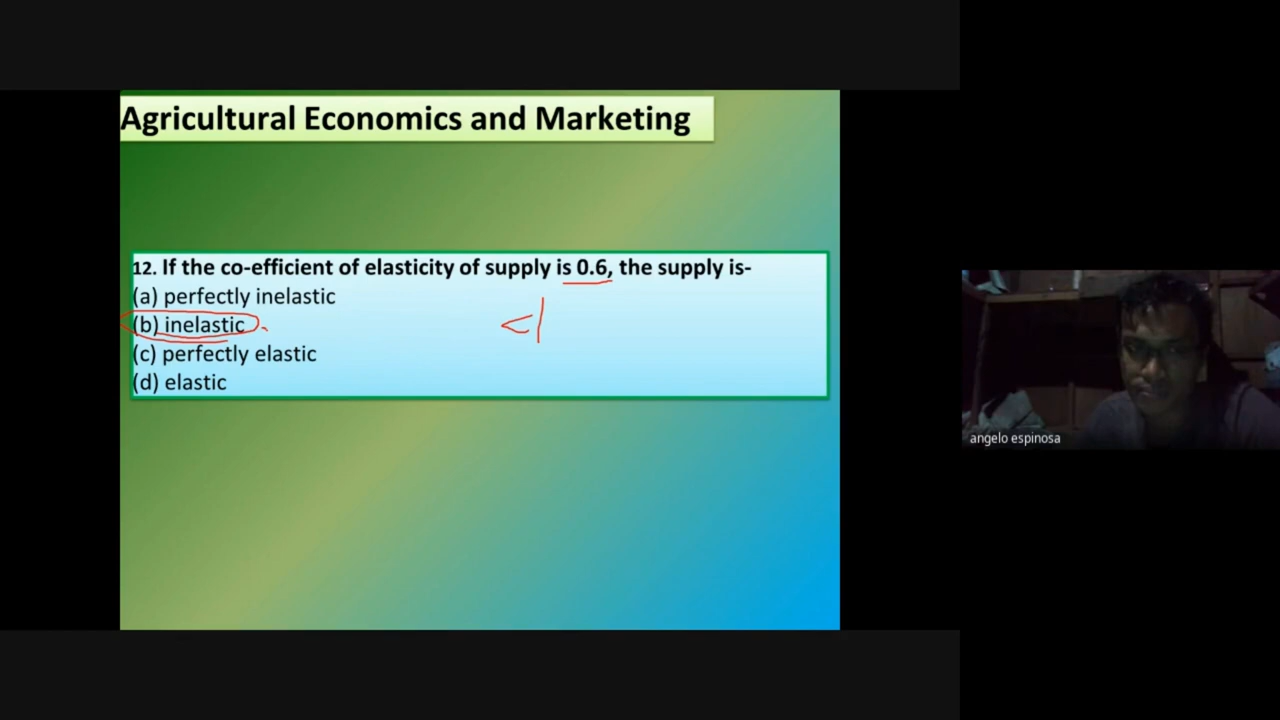 Agricultural Economics and Marketing
12. If the co-efficient of elasticity of supply is 0.6, the supply is-
(a) perfectly inelastic
(b) inelastic
<1
(c) perfectly elastic
(d) elastic
angelo espinosa